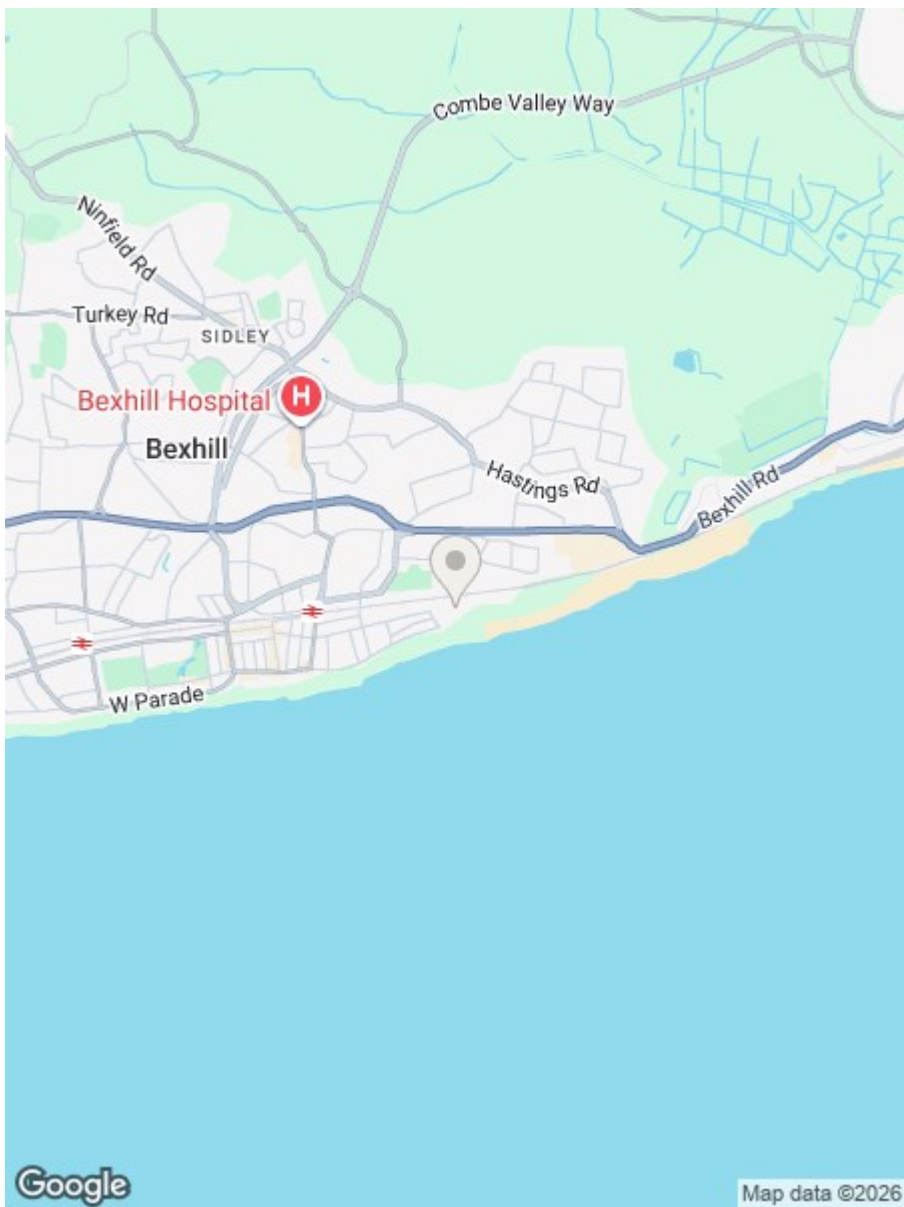 Combe Valley Way
Ninfield Rd
Turkey Rd
SIDLEY
Bexhill Hospital
H
Bexhill
Hastings Rd
Bexhill Rd
W Parade
Google
Map data ©2026